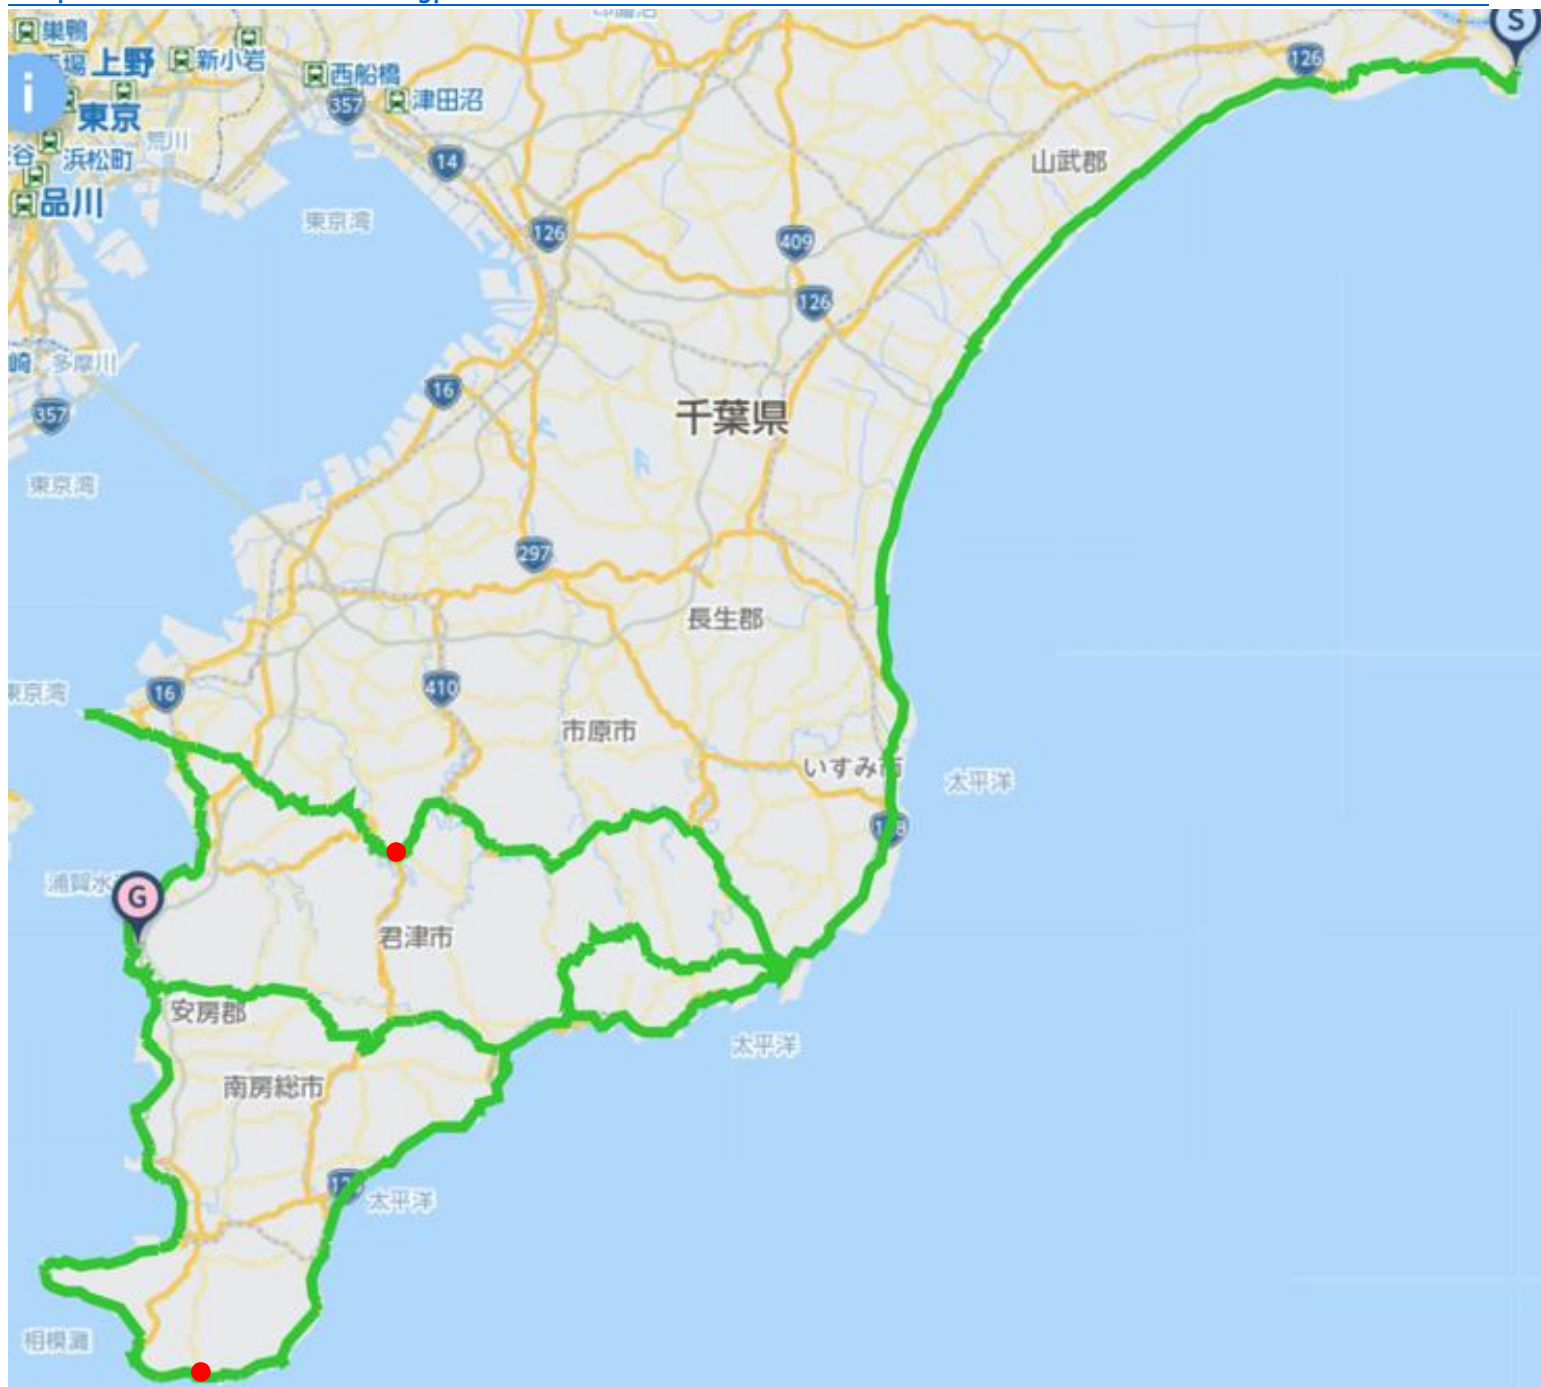 巣鴨
上野
新小岩
S
126
西船橋
357
津田沼
i
東京
荒川
浜松町
14
山武郡
品川
東京湾
126
409
126
崎
多摩川
16
357
千葉県
東京湾
297
長生郡
東京湾
16
410
市原市
いすみ市
太平洋
浦賀水
G
君津市
安房郡
太平洋
南房総市
太平洋
相模灘